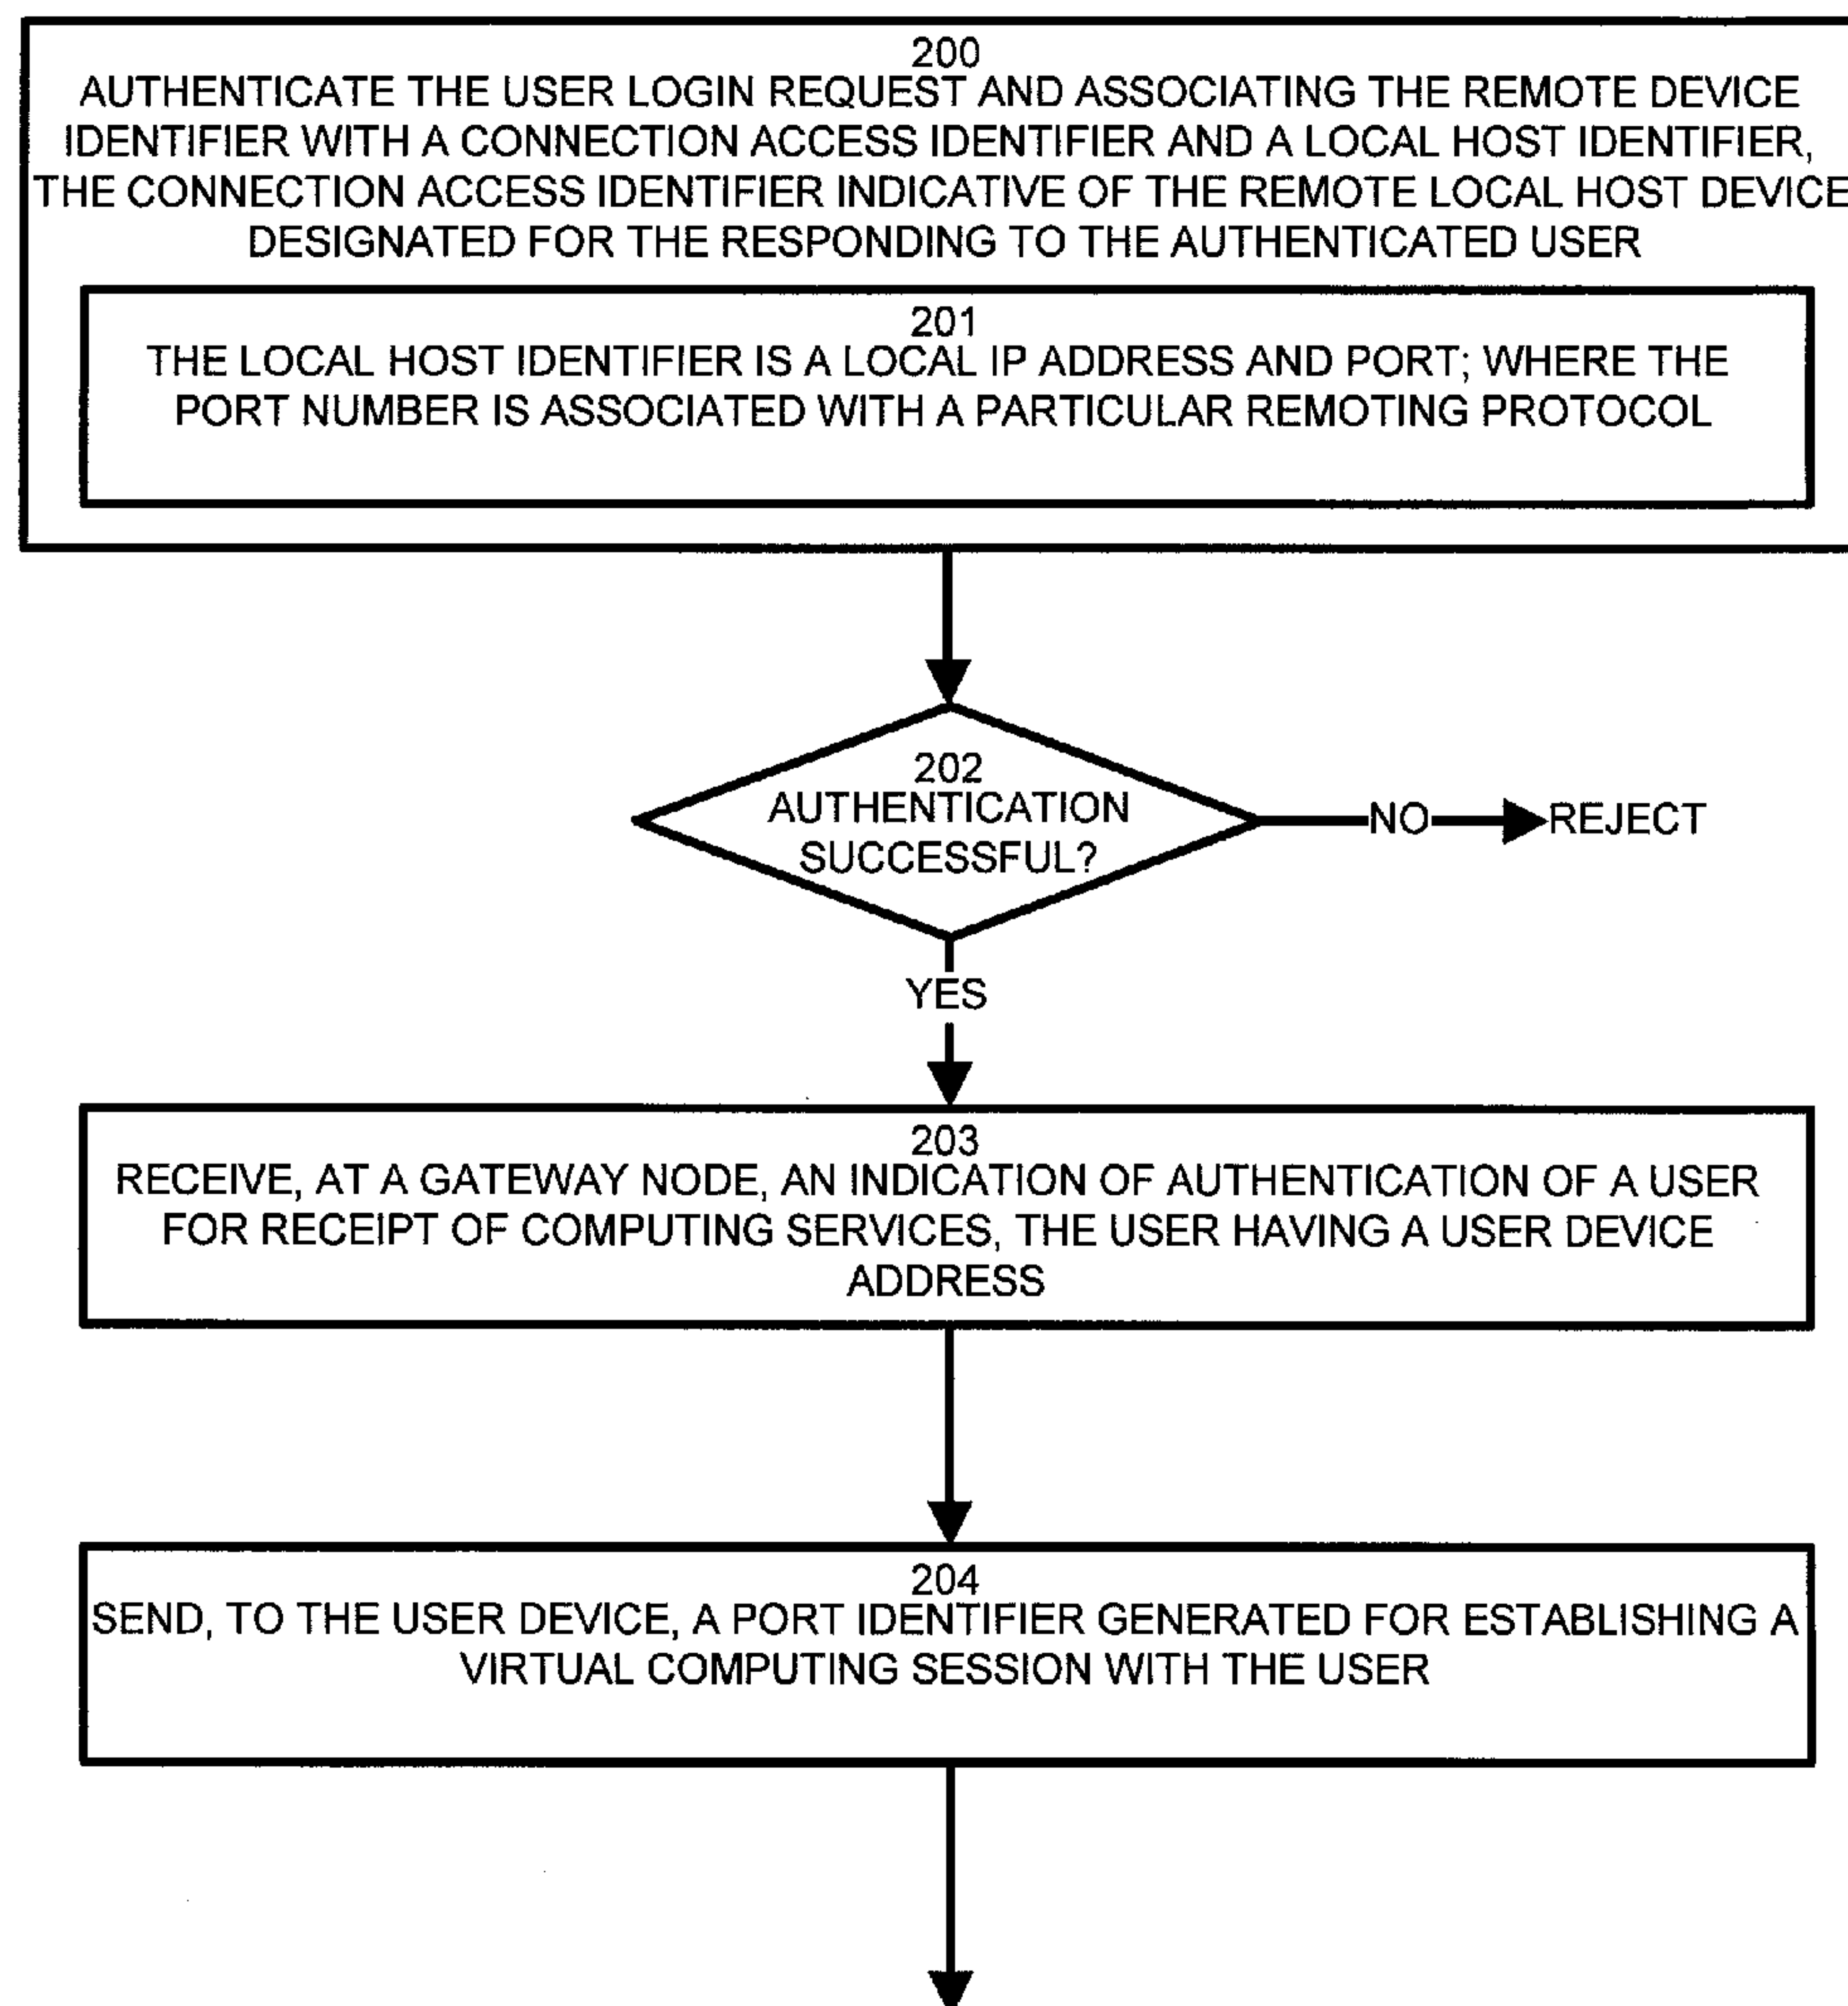 200
AUTHENTICATE THE USER LOGIN REQUEST AND ASSOCIATING THE REMOTE DEVICE
IDENTIFIER WITH A CONNECTION ACCESS IDENTIFIER AND A LOCAL HOST IDENTIFIER,
THE CONNECTION ACCESS IDENTIFIER INDICATIVE OF THE REMOTE LOCAL HOST DEVICE
DESIGNATED FOR THE RESPONDING TO THE AUTHENTICATED USER
201
THE LOCAL HOST IDENTIFIER IS A LOCAL IP ADDRESS AND PORT; WHERE THE
PORT NUMBER IS ASSOCIATED WITH A PARTICULAR REMOTING PROTOCOL
202
AUTHENTICATION
SUCCESSFUL?
NO
REJECT
YES
203
RECEIVE, AT A GATEWAY NODE, AN INDICATION OF AUTHENTICATION OF A USER
FOR RECEIPT OF COMPUTING SERVICES, THE USER HAVING A USER DEVICE
ADDRESS
204
SEND, TO THE USER DEVICE, A PORT IDENTIFIER GENERATED FOR ESTABLISHING A
VIRTUAL COMPUTING SESSION WITH THE USER